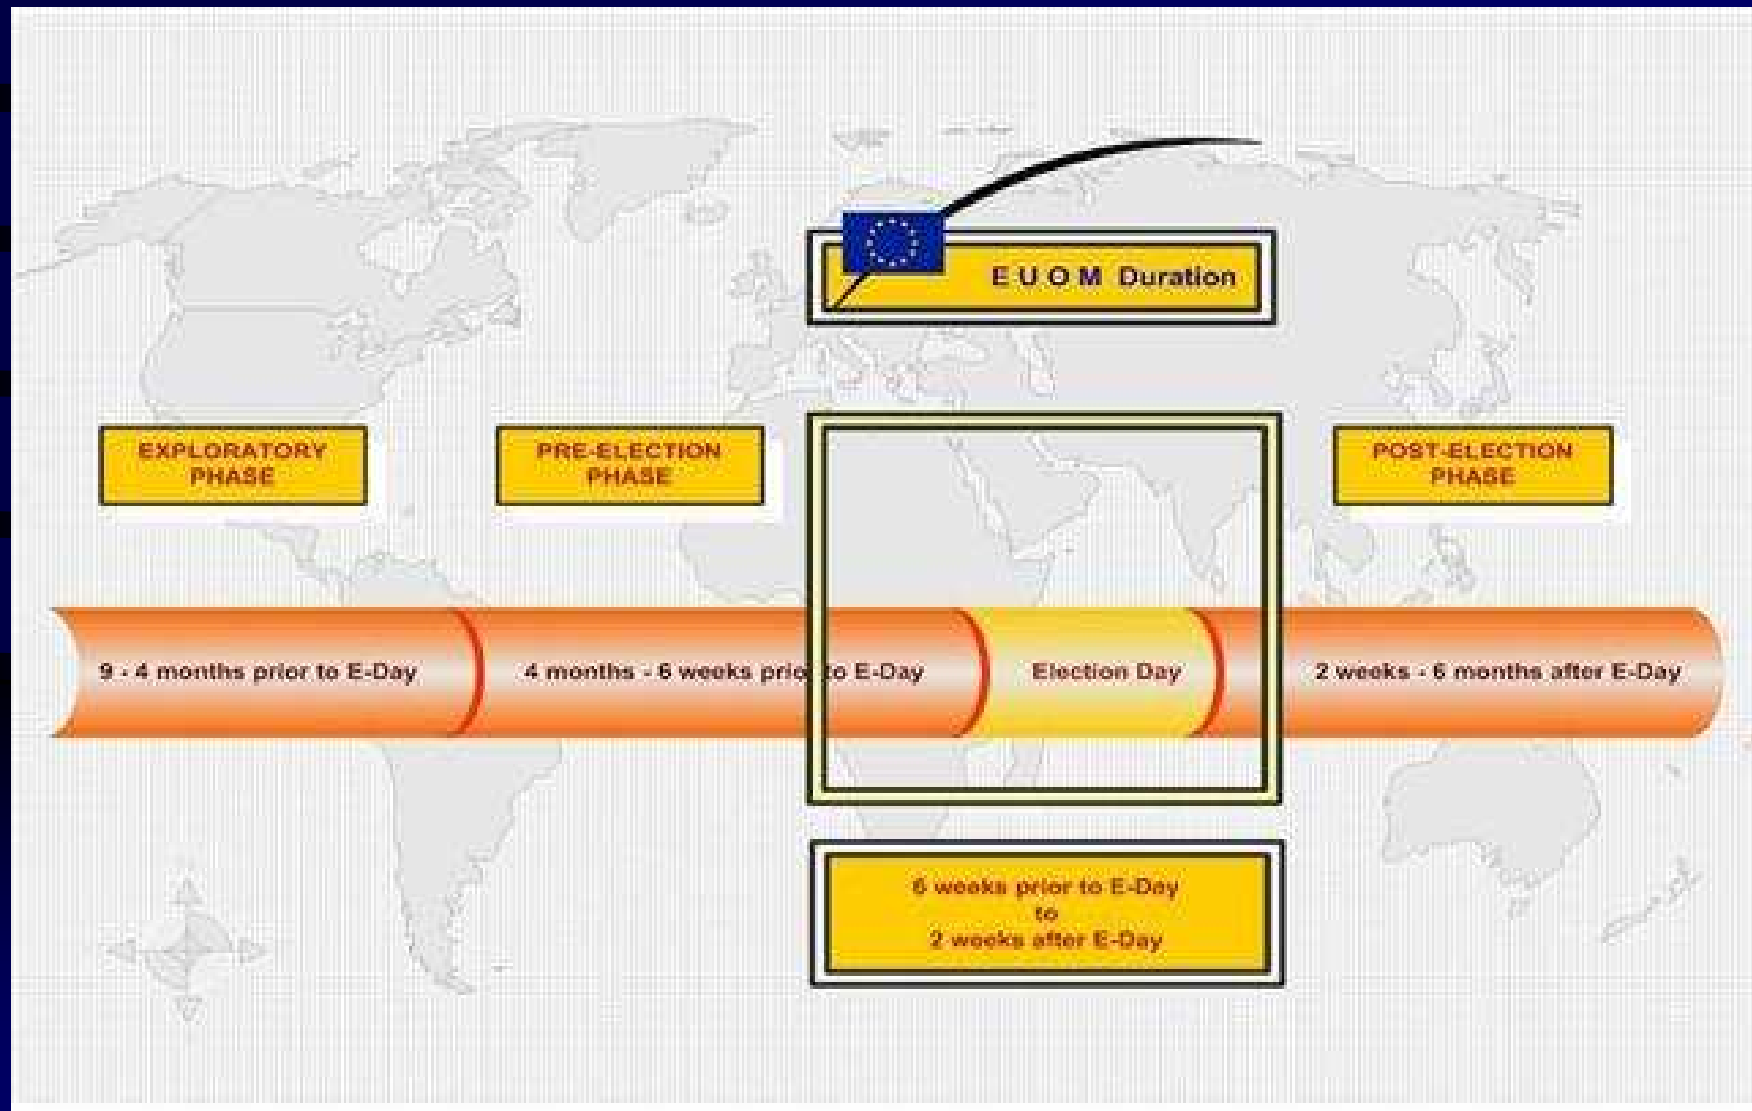 E U O M Duration
EXPLORATORY
PHASE
PRE-ELECTION
PHASE
POST-ELECTION
PHASE
9 - 4 months prior to E-Day
4 months - 6 weeks prior to E-Day
Election Day
2 weeks - 6 months after E-Day
6 weeks prior to E-Day
to
2 weeks after E-Day